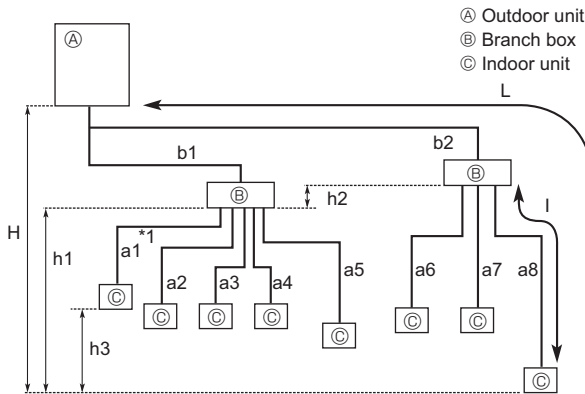 Ⓐ
Ⓐ Outdoor unit
Ⓑ Branch box
Ⓒ Indoor unit
L
b1
b2
Ⓑ
Ⓑ
h2
l
H
h1
*1
a1
a2
a3
a4
a5
a6
a7
a8
Ⓒ
Ⓒ
Ⓒ
Ⓒ
Ⓒ
Ⓒ
Ⓒ
Ⓒ
h3